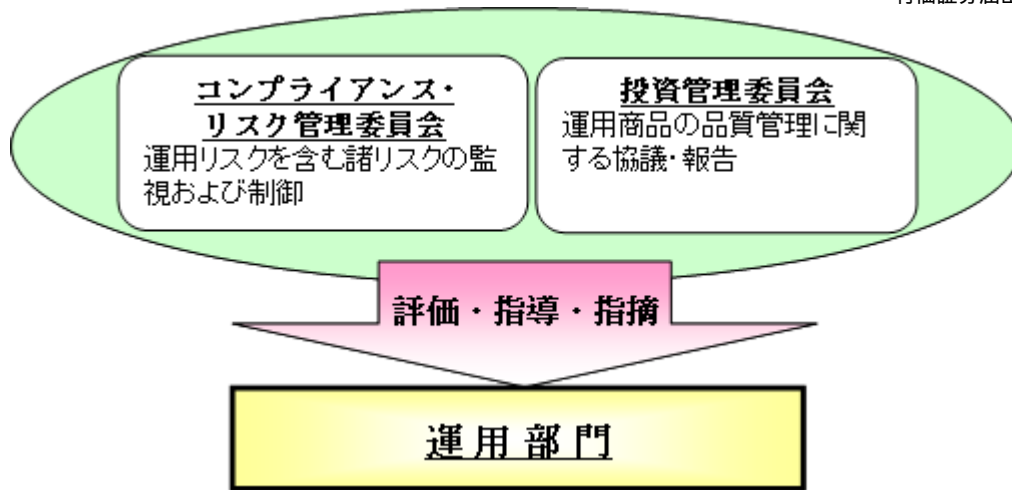 コンプライアンス・
リスク管理委員会
運用リスクを含む諸リスクの監
視および制御
投資管理委員会
運用商品の品質管理に関
する協議・報告
評価・指導・指摘
運用部門